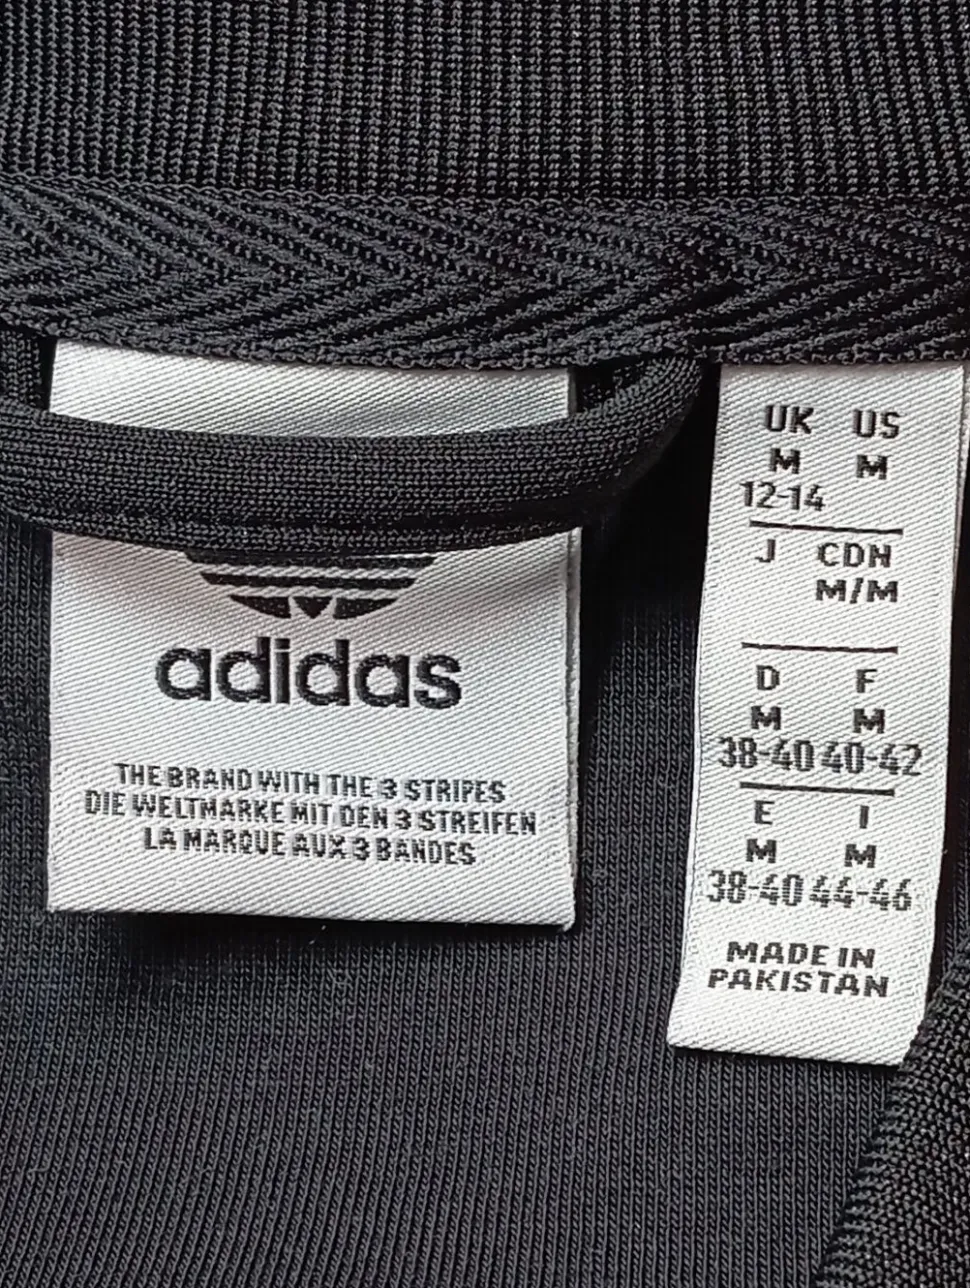 adidas
THE BRAND WITH THE 3 STRIPES
DIE WELTMARKE MIT DEN 3 STREIFEN
LA MARQUE AUX 3 BANDES
UK US
M M
12-14
J CDN
M/M
D F
M M
38-40 40-42
E I
M M
38-40 44-46
MADE IN
PAKISTAN